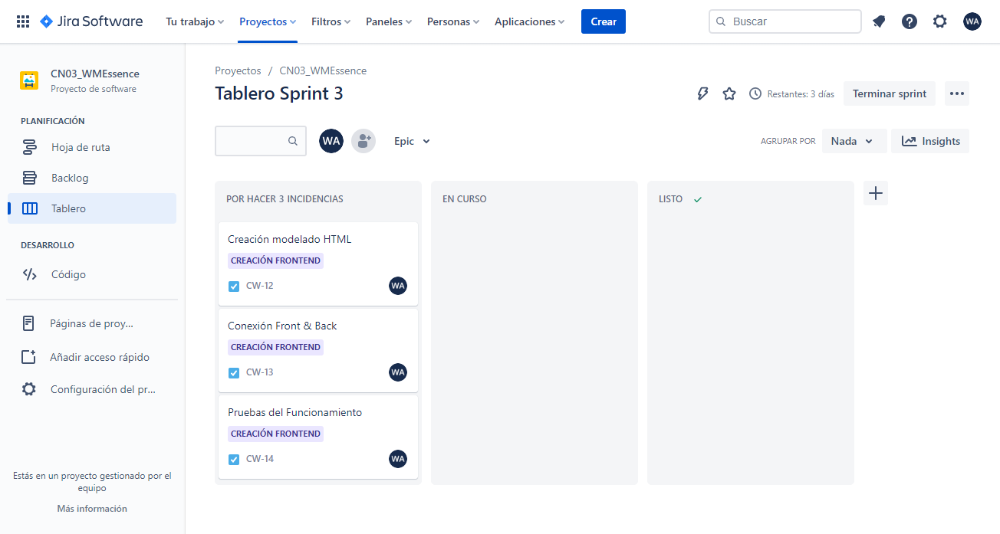 Jira Software
Tu trabajo
Proyectos
Filtros
Paneles
Personas
Aplicaciones
Crear
Buscar
WA
CN03_WMEssence
Proyecto de software
PLANIFICACIÓN
Hoja de ruta
Backlog
Tablero
DESARROLLO
Código
Páginas de proy...
Añadir acceso rápido
Configuración del pr...
Estás en un proyecto gestionado por el
equipo
Más información
Proyectos / CN03_WMEssence
Tablero Sprint 3
Restantes: 3 días
Terminar sprint
WA
Epic
AGRUPAR POR
Nada
Insights
POR HACER 3 INCIDENCIAS
Creación modelado HTML
CREACIÓN FRONTEND
CW-12
WA
Conexión Front & Back
CREACIÓN FRONTEND
CW-13
WA
Pruebas del Funcionamiento
CREACIÓN FRONTEND
CW-14
WA
EN CURSO
LISTO